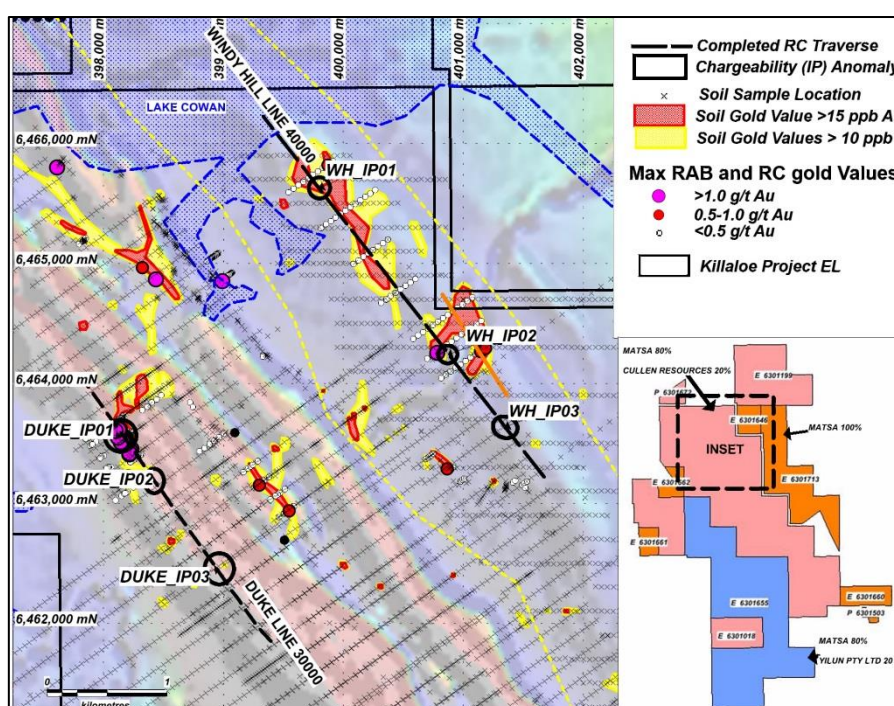 398,000 mE
399,
400,000 mE
401,000 mE
402,000 mE
WINDY HILL LINE 40000
LAKE COWAN
6,466,000 mN
WH_IP01
6,465,000 mN
WH_IP02
6,464,000 mN
WH_IP03
DUKE_IP01
DUKE_IP02
6,463,000 mN
DUKE_IP03
DUKE LINE 30000
6,462,000 mN
0 1
kilometres
Completed RC Traverse
Chargeability (IP) Anomaly
Soil Sample Location
Soil Gold Value >15 ppb A
Soil Gold Values > 10 ppb
Max RAB and RC gold Values
>1.0 g/t Au
0.5-1.0 g/t Au
<0.5 g/t Au
Killaloe Project EL
MATSA 80%
CULLEN RESOURCES 20%
E 6301199
P 6301672
E 6301646
MATSA 100%
INSET
E 6301662
E 6301713
E 6301661
E 6301655
E 6301660
P 6301503
E 6301018
MATSA 80%
YILUN PTY LTD 20